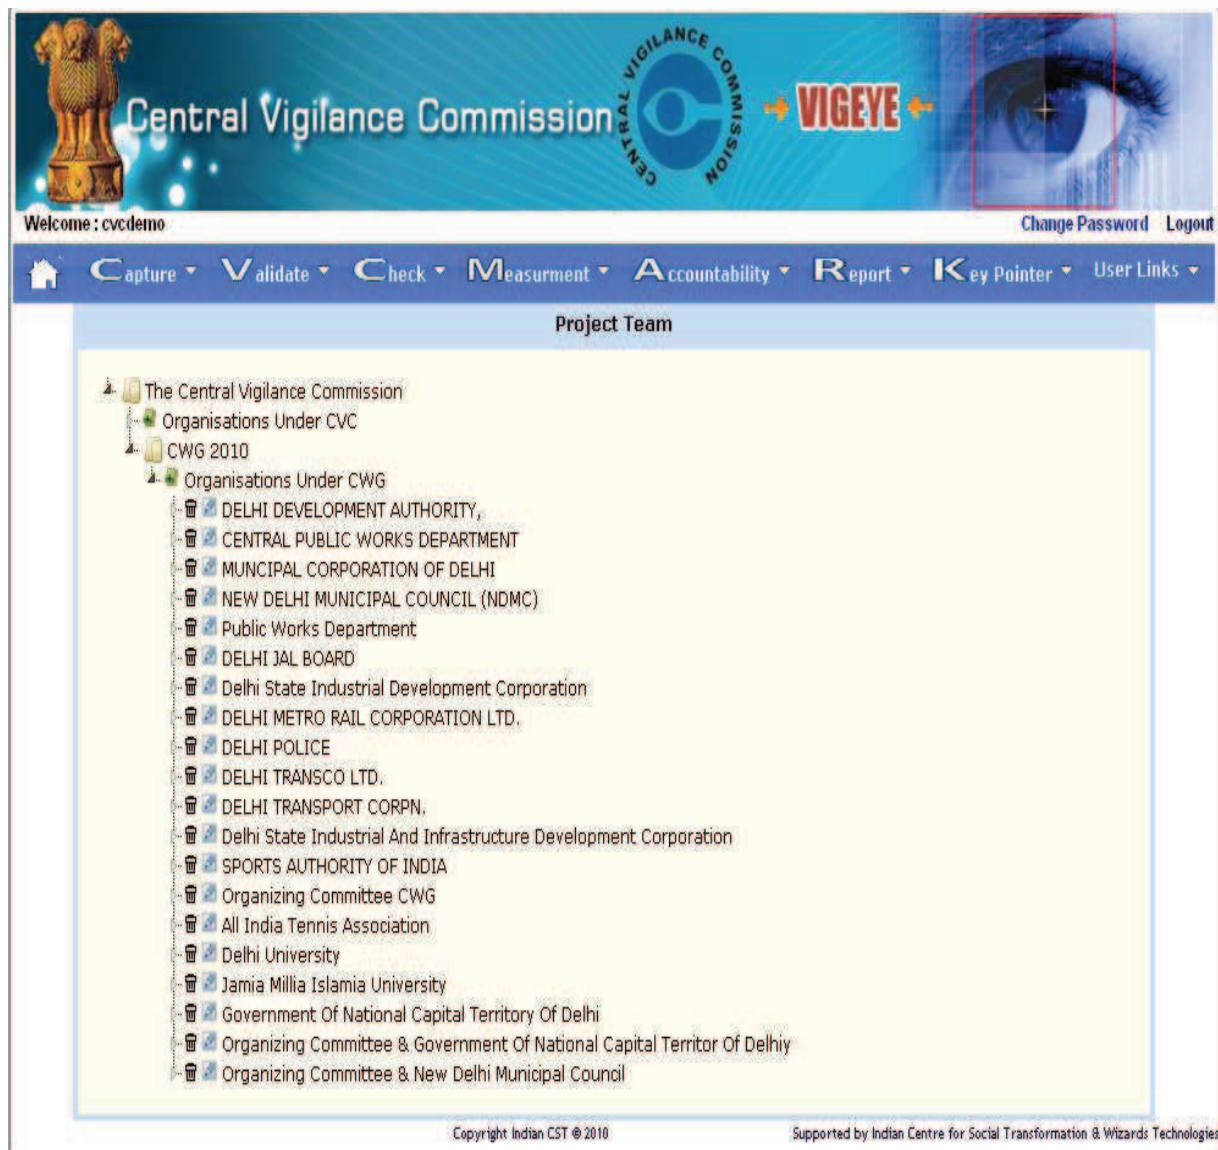 Central Vigilance Commission
CENTRAL VIGILANCE COMMISSION
VIGEYE
Welcome : cvcdemo
Change Password Logout
Capture Validate Check Measurment Accountability Report Key Pointer User Links
Project Team
The Central Vigilance Commission
Organisations Under CVC
CWG 2010
Organisations Under CWG
DELHI DEVELOPMENT AUTHORITY,
CENTRAL PUBLIC WORKS DEPARTMENT
MUNCIPAL CORPORATION OF DELHI
NEW DELHI MUNICIPAL COUNCIL (NDMC)
Public Works Department
DELHI JAL BOARD
Delhi State Industrial Development Corporation
DELHI METRO RAIL CORPORATION LTD.
DELHI POLICE
DELHI TRANSCO LTD.
DELHI TRANSPORT CORPN.
Delhi State Industrial And Infrastructure Development Corporation
SPORTS AUTHORITY OF INDIA
Organizing Committee CWG
All India Tennis Association
Delhi University
Jamia Millia Islamia University
Government Of National Capital Territory Of Delhi
Organizing Committee & Government Of National Capital Territor Of Delhiy
Organizing Committee & New Delhi Municipal Council
Copyright Indian CST © 2010
Supported by Indian Centre for Social Transformation & Wizards Technologies